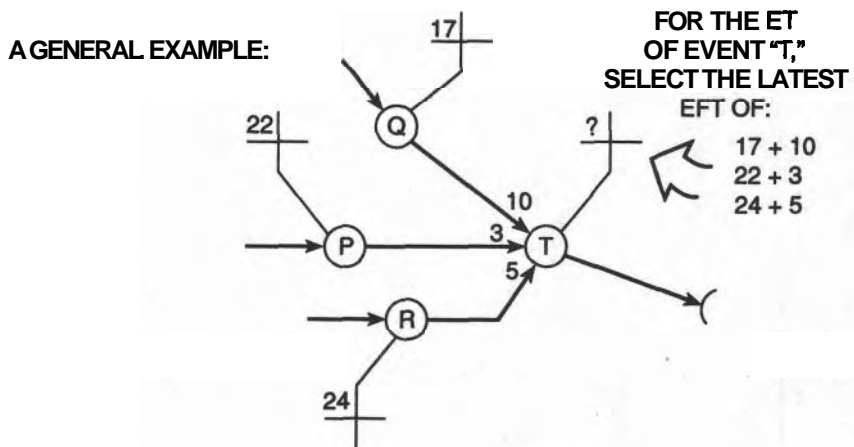 A GENERAL EXAMPLE:
FOR THE ET
OF EVENT "T,"
SELECT THE LATEST
EFT OF:
17 + 10
22 + 3
24 + 5
17
Q
22
?
10
P
3
T
5
R
24